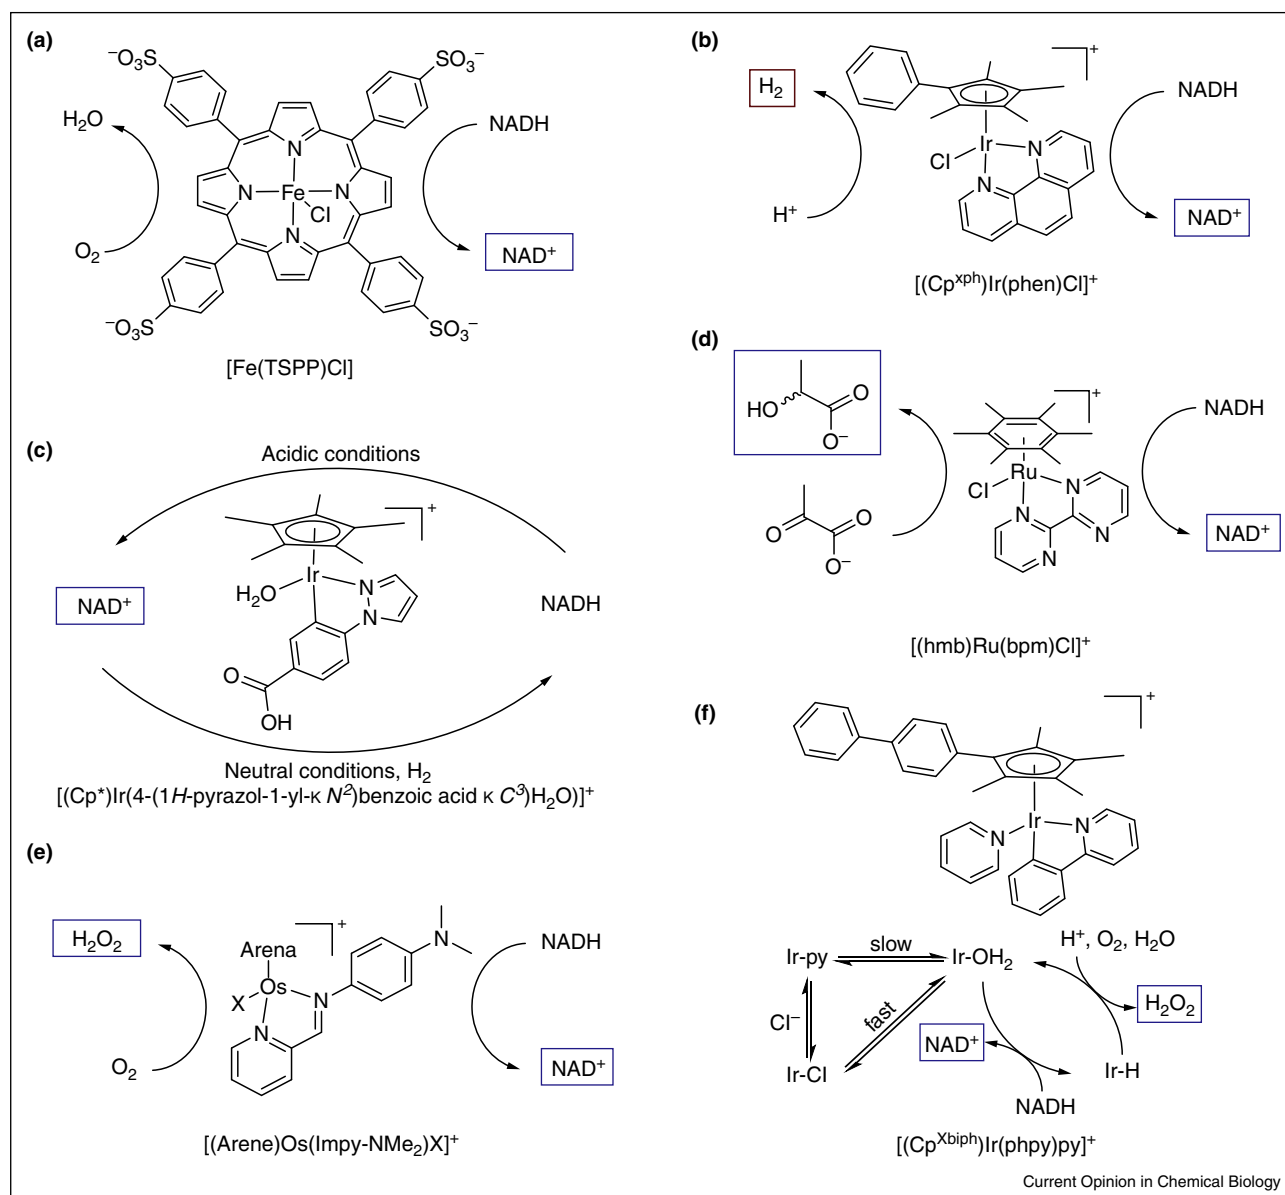 (a)
⁻O₃S
SO₃⁻
H₂O
NADH
N
N
Fe
N
Cl
N
O₂
NAD⁺
⁻O₃S
SO₃⁻
[Fe(TSPP)Cl]
(b)
+
H₂
NADH
Ir
Cl
N
N
H⁺
NAD⁺
[(Cpˣᵖʰ)Ir(phen)Cl]⁺
(c)
Acidic conditions
+
Ir
H₂O
N
N
NAD⁺
NADH
O
OH
Neutral conditions, H₂
[(Cp*)Ir(4-(1H-pyrazol-1-yl-κ N²)benzoic acid κ C³)H₂O)]⁺
(d)
+
HO
O
O⁻
NADH
Ru
Cl
N
N
O
O
O⁻
N
N
NAD⁺
[(hmb)Ru(bpm)Cl]⁺
(e)
+
H₂O₂
Arena
N
NADH
X
Os
N
N
O₂
NAD⁺
[(Arene)Os(Impy-NMe₂)X]⁺
(f)
+
Ir
N
N
Ir-py
slow
Ir-OH₂
H⁺, O₂, H₂O
Cl⁻
fast
H₂O₂
NAD⁺
Ir-Cl
Ir-H
NADH
[(Cpˣᵇⁱᵖʰ)Ir(phpy)py]⁺
Current Opinion in Chemical Biology